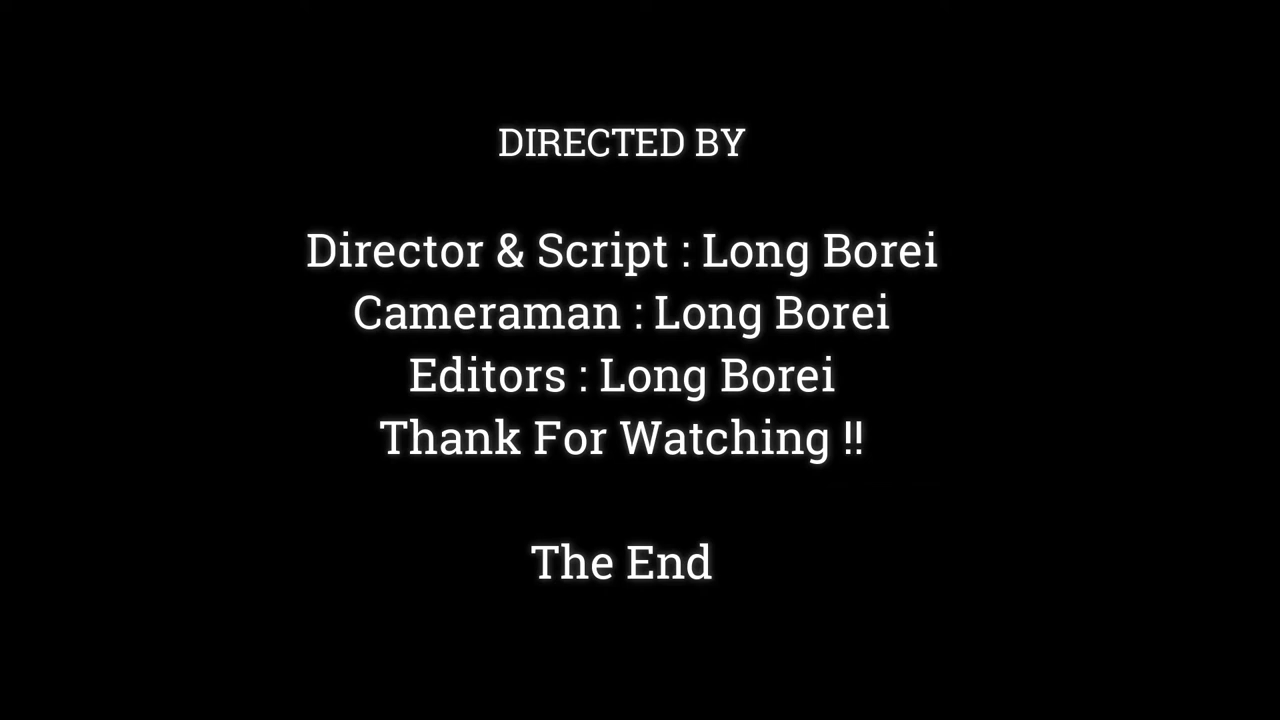 DIRECTED BY
Director & Script : Long Borei
Cameraman : Long Borei
Editors : Long Borei
Thank For Watching !!
The End